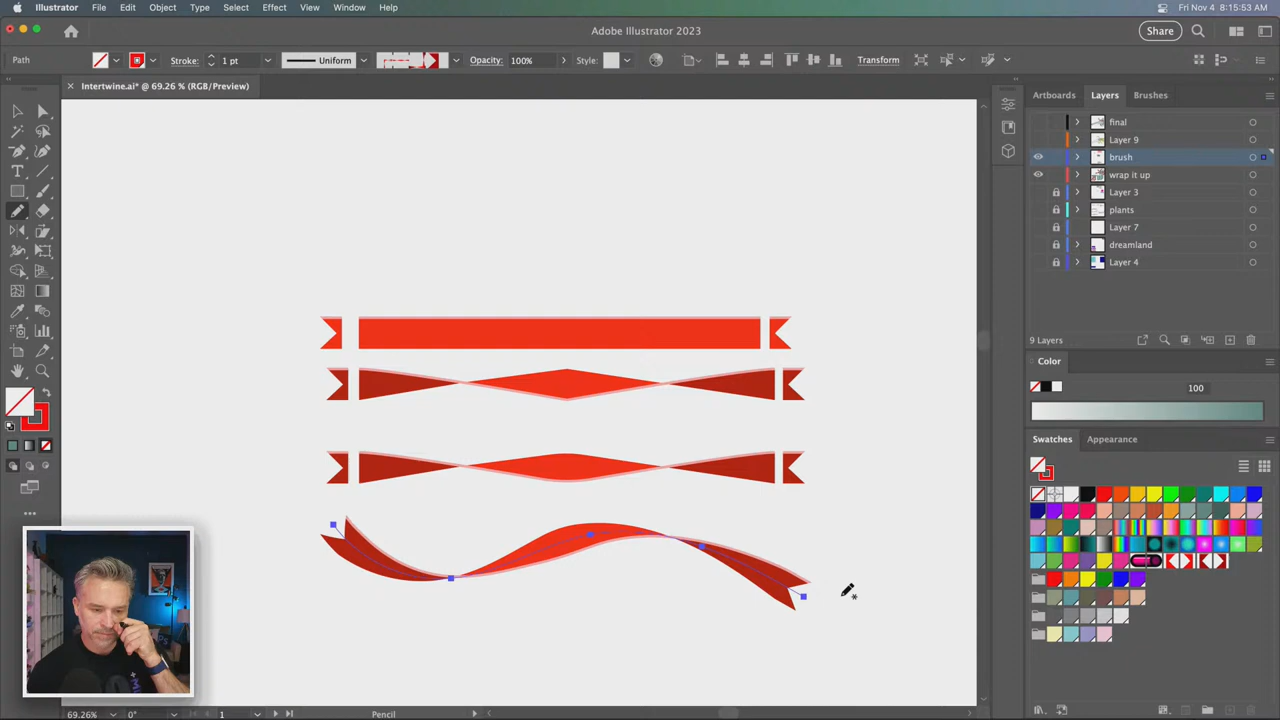 Illustrator File Edit Object Type Select Effect View Window Help
Fri Nov 4 8:15:53 AM
Adobe Illustrator 2023
Share
Path
Stroke:
1 pt
Uniform
Opacity:
100%
Style:
Transform
Intertwine.ai* @ 69.26 % (RGB/Preview)
Artboards
Layers
Brushes
final
Layer 9
brush
wrap it up
Layer 3
plants
Layer 7
dreamland
Layer 4
9 Layers
Color
100
Swatches
Appearance
69.26%
0°
1
Pencil